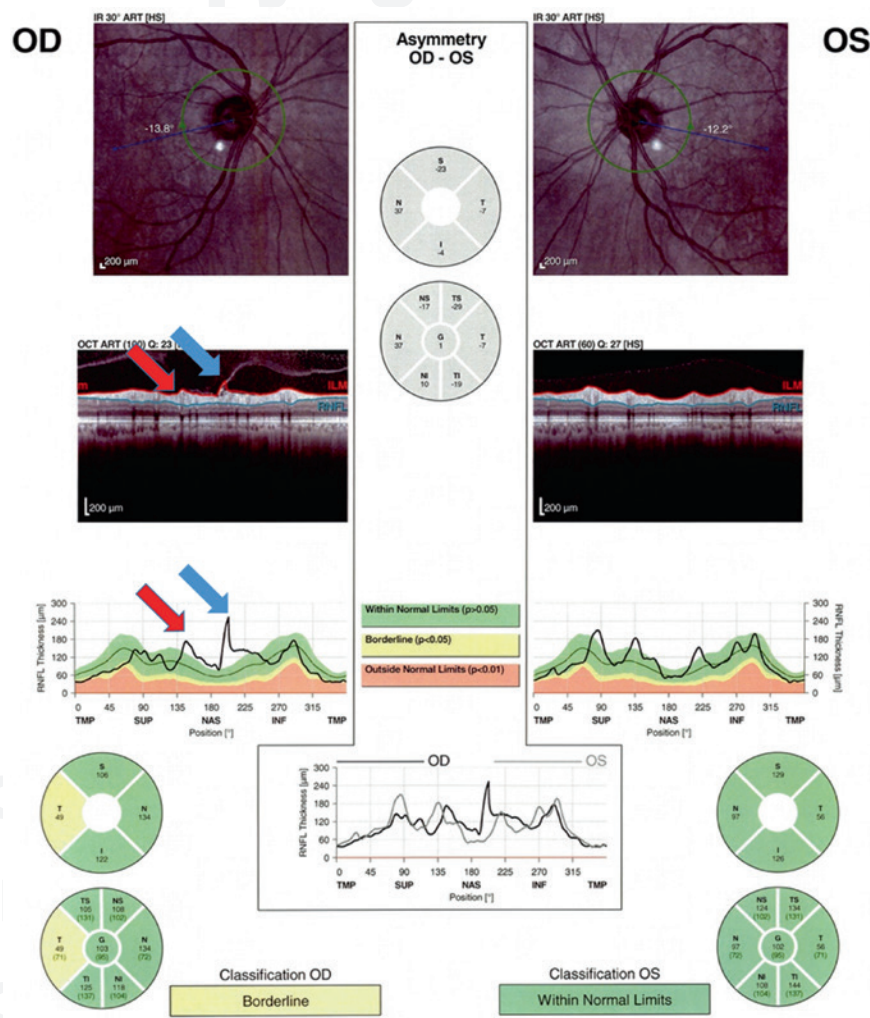 IR 30° ART [HS]
OD
-13.8°
200 µm
Asymmetry
OD - OS
IR 30° ART [HS]
OS
-12.2°
200 µm
S
-23
N
37
T
-7
I
-4
NS
-17
TS
-29
N
37
G
1
T
-7
NI
10
TI
-19
OCT ART (100) Q: 23 [
ILM
RNFL
200 µm
OCT ART (60) Q: 27 [HS]
ILM
RNFL
200 µm
RNFL Thickness [µm]
300
240
180
120
60
0
0 45 90 135 180 225 270 315
TMP SUP NAS INF TMP
Position [°]
Within Normal Limits (p>0.05)
Borderline (p<0.05)
Outside Normal Limits (p<0.01)
300
240
180
120
60
0
RNFL Thickness [µm]
0 45 90 135 180 225 270 315
TMP SUP NAS INF TMP
Position [°]
OD OS
RNFL Thickness [µm]
300
240
180
120
60
0
0 45 90 135 180 225 270 315
TMP SUP NAS INF TMP
Position [°]
S
106
T
49
N
134
I
122
S
129
N
97
T
56
I
126
TS
105
(131)
NS
108
(102)
T
49
(71)
G
103
(95)
N
134
(72)
TI
125
(137)
NI
119
(104)
NS
124
(102)
TS
134
(131)
N
97
(72)
G
102
(95)
T
56
(71)
NI
109
(104)
TI
144
(137)
Classification OD
Borderline
Classification OS
Within Normal Limits